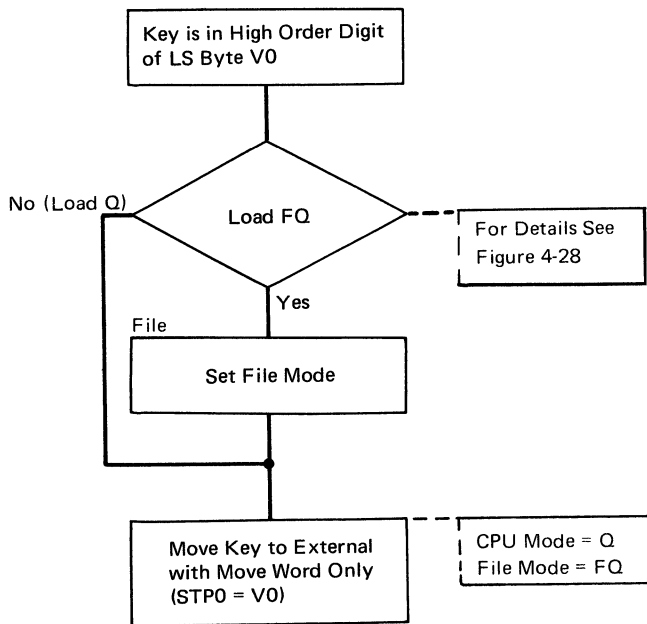 Key is in High Order Digit
of LS Byte V0
No (Load Q)
Load FQ
For Details See
Figure 4-28
Yes
File
Set File Mode
Move Key to External
with Move Word Only
(STP0 = V0)
CPU Mode = Q
File Mode = FQ